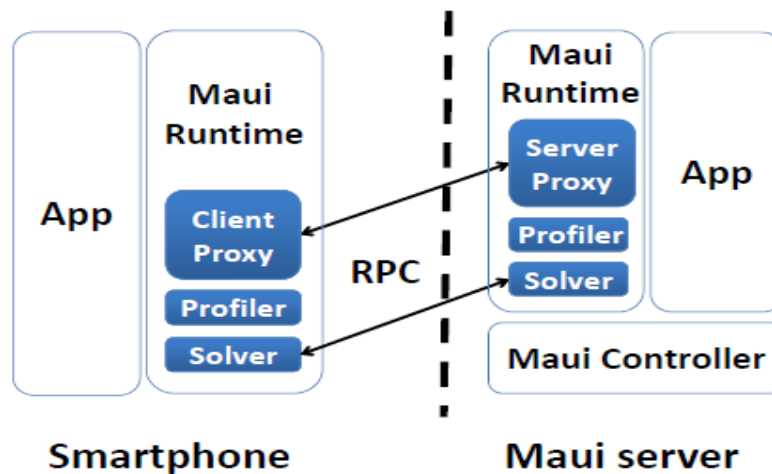 App
Maui
Runtime
Client
Proxy
Profiler
Solver
Smartphone
RPC
Maui
Runtime
Server
Proxy
Profiler
Solver
App
Maui Controller
Maui server